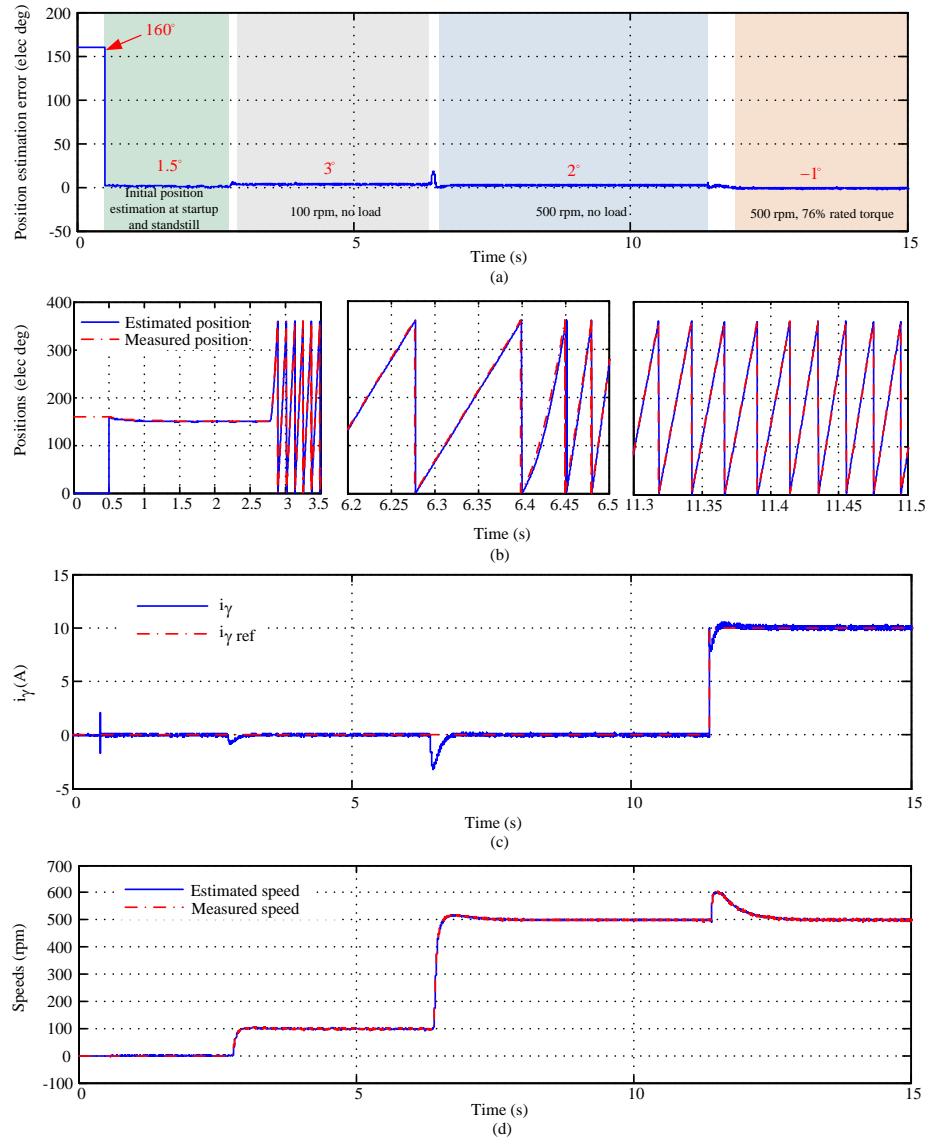 Position estimation error (elec deg)
200
150
100
50
0
-50
160°
1.5°
3°
2°
−1°
Initial position
estimation at startup
and standstill
100 rpm, no load
500 rpm, no load
500 rpm, 76% rated torque
0
5
10
15
Time (s)
(a)
Positions (elec deg)
400
300
200
100
0
Estimated position
Measured position
0 0.5 1 1.5 2 2.5 3 3.5
6.2 6.25 6.3 6.35 6.4 6.45 6.5
11.3 11.35 11.4 11.45 11.5
Time (s)
(b)
iγ(A)
15
10
5
0
-5
iγ
iγ ref
0 5 10 15
Time (s)
(c)
Speeds (rpm)
700
600
500
400
300
200
100
0
-100
Estimated speed
Measured speed
0 5 10 15
Time (s)
(d)